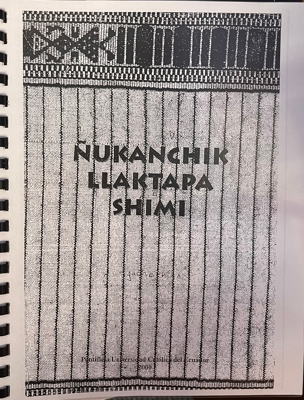 ÑUKANCHIK
LLAKTAPA
SHIMI
Pontificia Universidad Católica del Ecuador